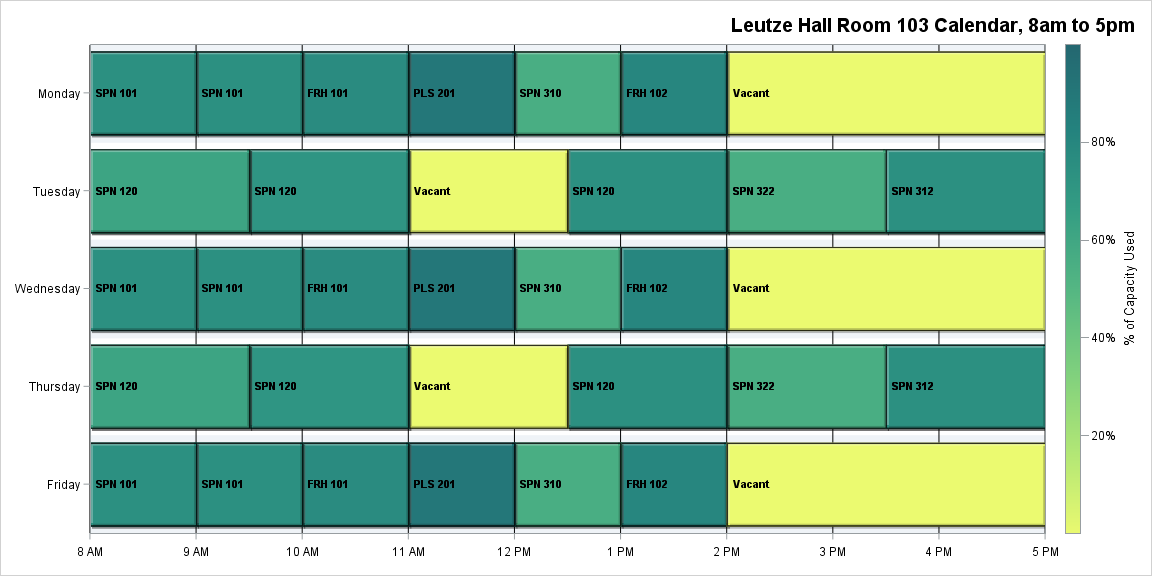 Leutze Hall Room 103 Calendar, 8am to 5pm
Monday
SPN 101
SPN 101
FRH 101
PLS 201
SPN 310
FRH 102
Vacant
80%
Tuesday
SPN 120
SPN 120
Vacant
SPN 120
SPN 322
SPN 312
60%
% of Capacity Used
Wednesday
SPN 101
SPN 101
FRH 101
PLS 201
SPN 310
FRH 102
Vacant
40%
Thursday
SPN 120
SPN 120
Vacant
SPN 120
SPN 322
SPN 312
20%
Friday
SPN 101
SPN 101
FRH 101
PLS 201
SPN 310
FRH 102
Vacant
8 AM
9 AM
10 AM
11 AM
12 PM
1 PM
2 PM
3 PM
4 PM
5 PM